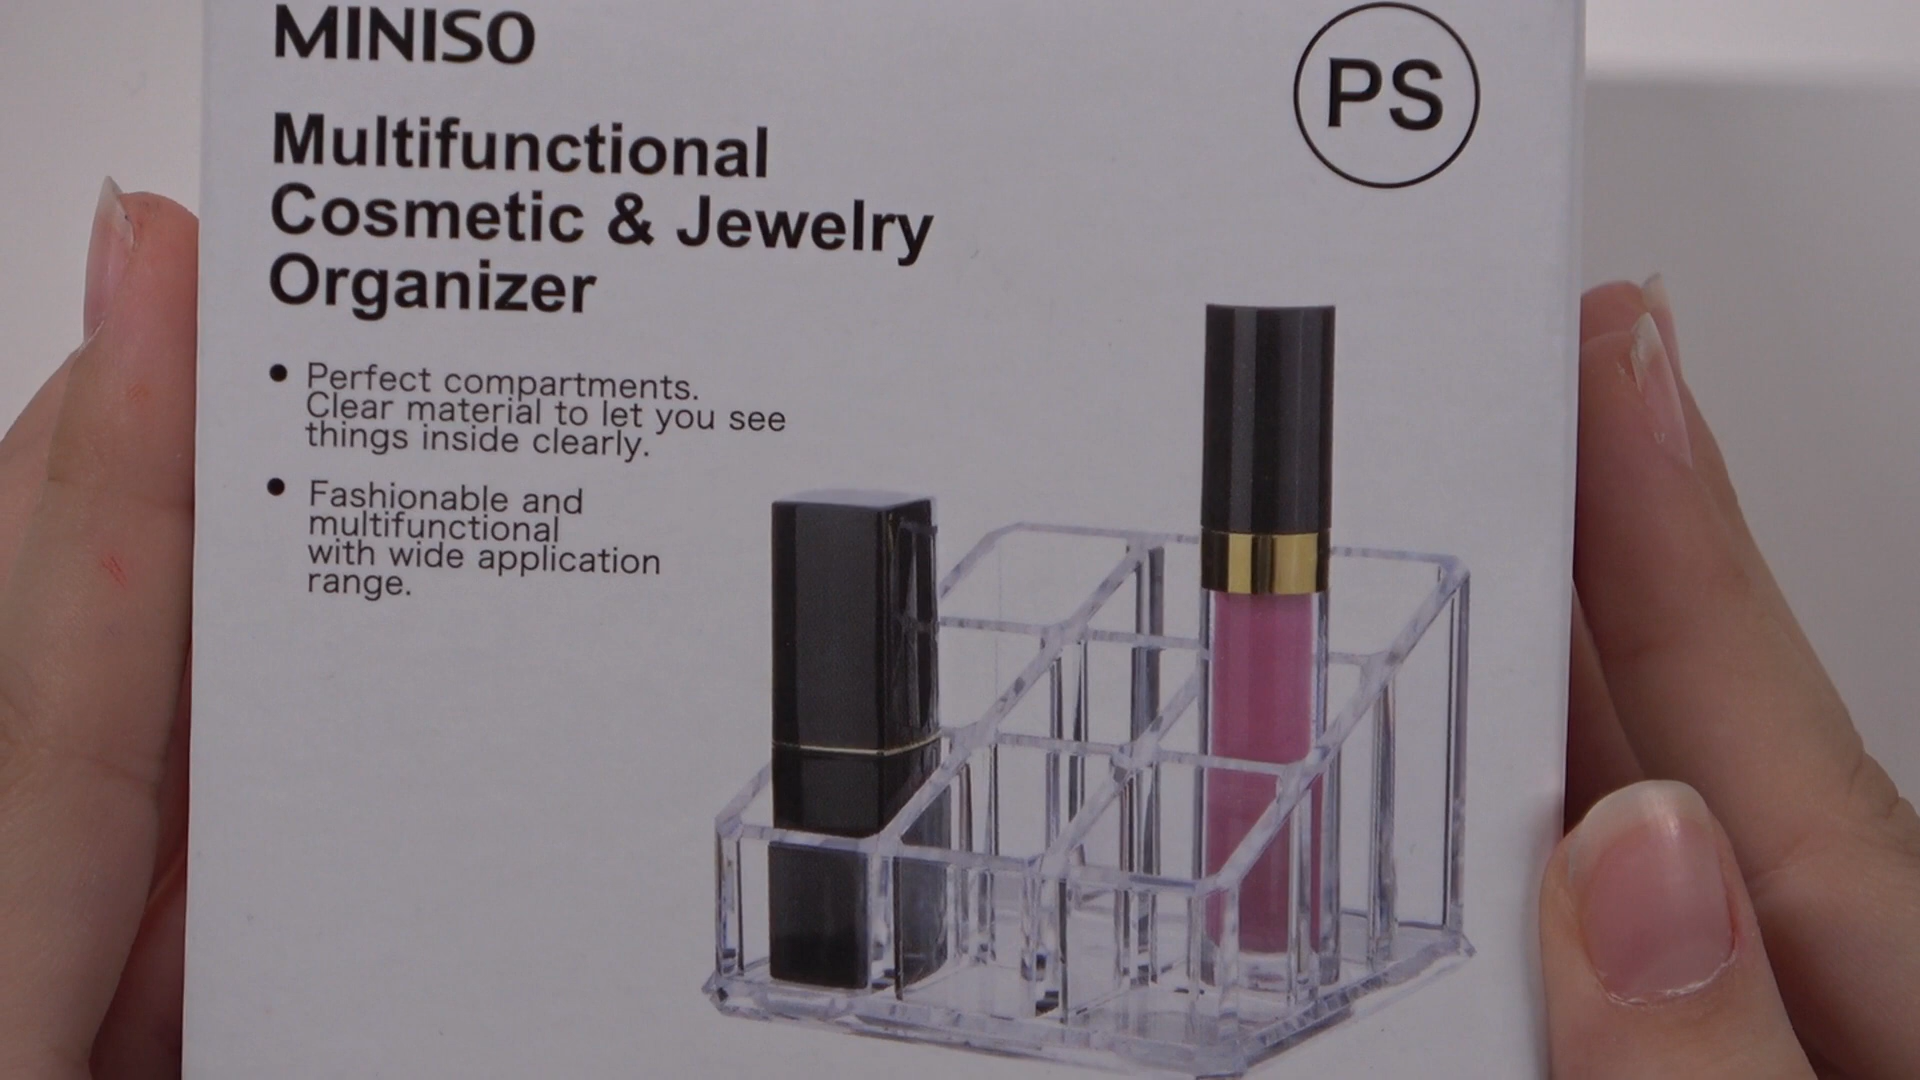 MINISO
PS
Multifunctional
Cosmetic & Jewelry
Organizer
• Perfect compartments.
Clear material to let you see
things inside clearly.
• Fashionable and
multifunctional
with wide application
range.